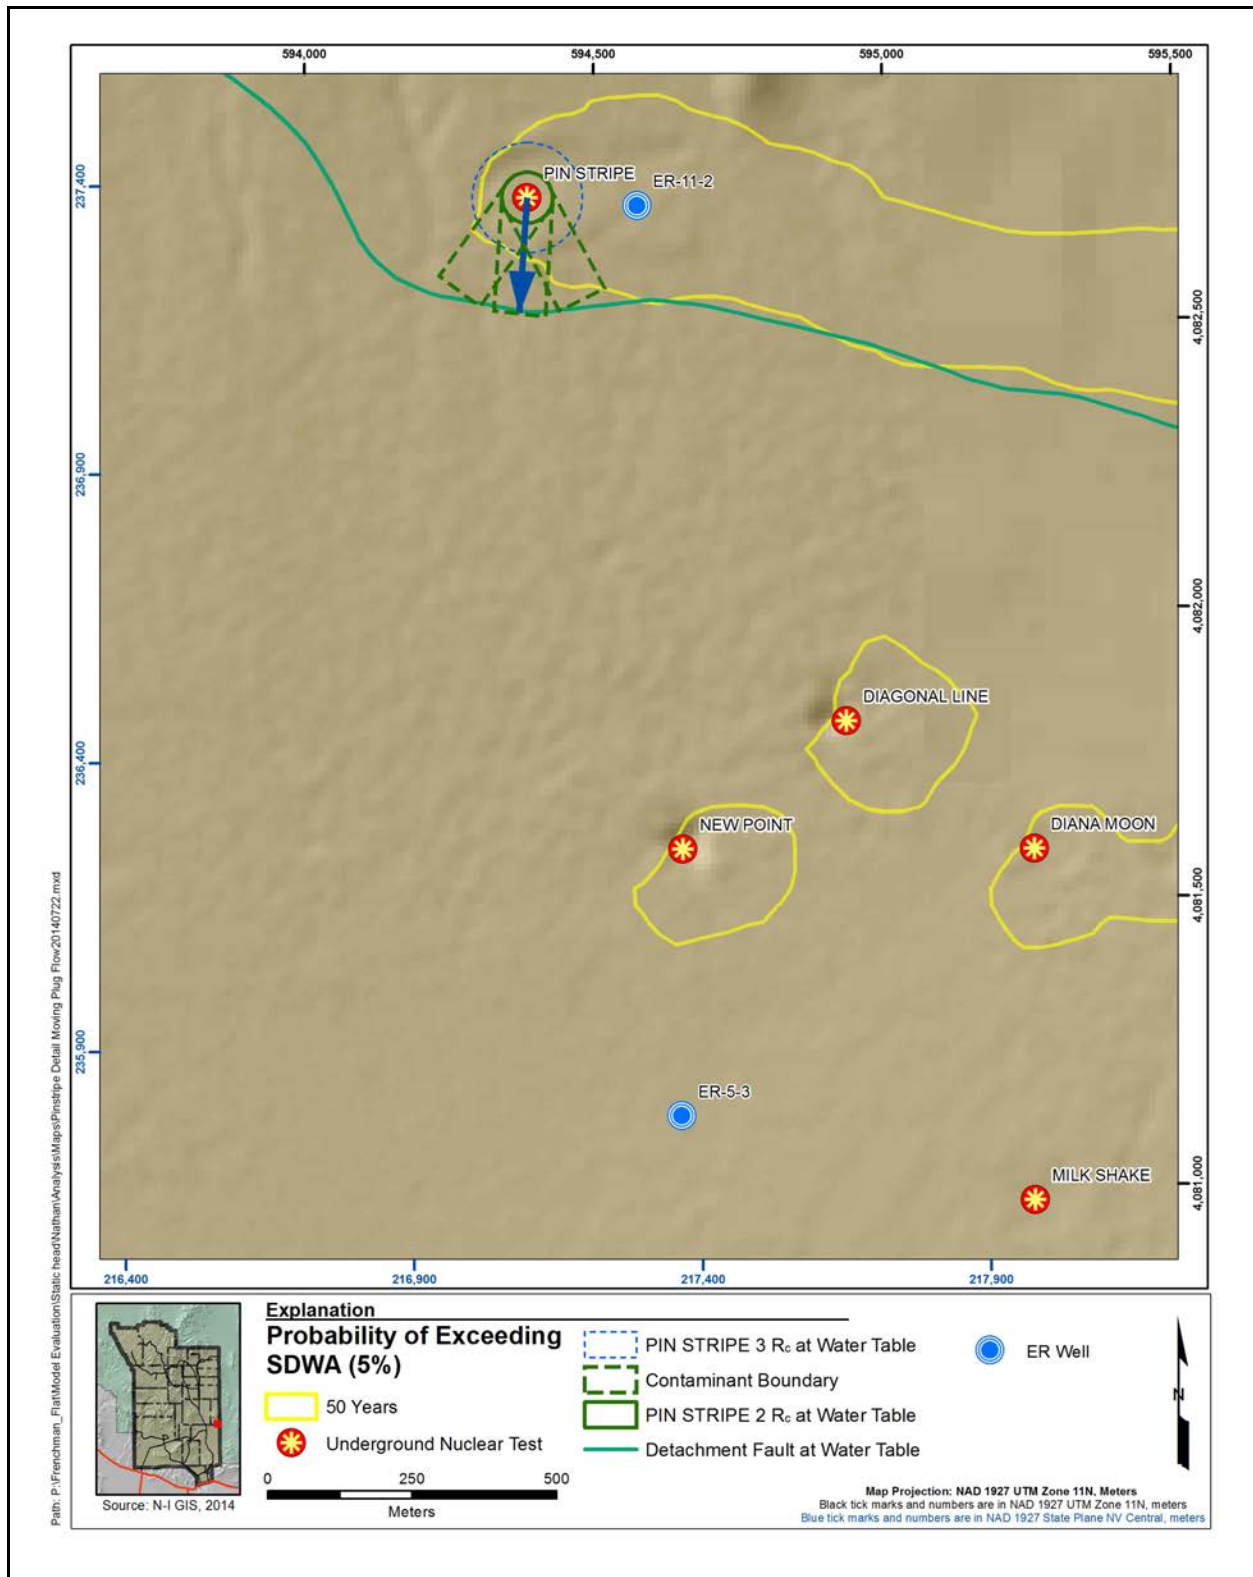 594,000
594,500
595,000
595,500
237,400
PIN STRIPE
ER-11-2
4,082,500
236,900
4,082,000
DIAGONAL LINE
236,400
NEW POINT
DIANA MOON
4,081,500
235,900
ER-5-3
MILK SHAKE
4,081,000
216,400
216,900
217,400
217,900
Path: P:\Frenchman_Flat\Model Evaluation\Static head\Nathan\Analysis\Maps\Pinstripe Detail Moving Plug Flow20140722.mxd
Source: N-I GIS, 2014
Explanation
Probability of Exceeding
SDWA (5%)
50 Years
Underground Nuclear Test
0 250 500
Meters
PIN STRIPE 3 Rc at Water Table
Contaminant Boundary
PIN STRIPE 2 Rc at Water Table
Detachment Fault at Water Table
ER Well
N
Map Projection: NAD 1927 UTM Zone 11N, Meters
Black tick marks and numbers are in NAD 1927 UTM Zone 11N, meters
Blue tick marks and numbers are in NAD 1927 State Plane NV Central, meters